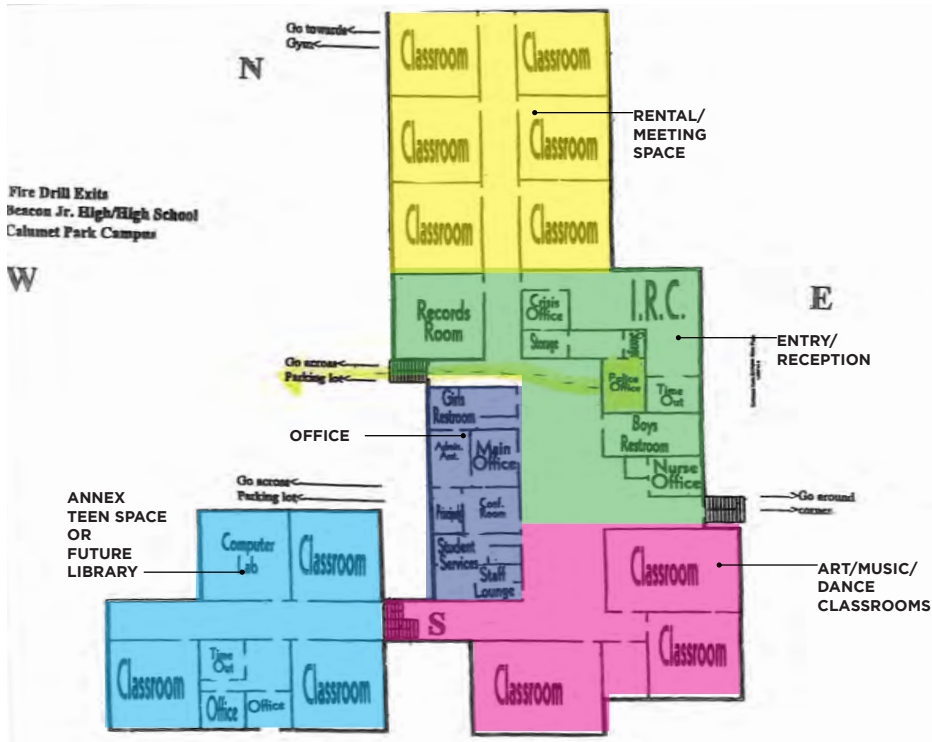 Go towards<
Gym<
N
Classroom
Classroom
RENTAL/
MEETING
SPACE
Classroom
Classroom
Fire Drill Exits
Beacon Jr. High/High School
Calumet Park Campus
Classroom
Classroom
W
E
Records
Room
Crisis
Office
I.R.C.
Storage
ENTRY/
RECEPTION
Go across<
Parking lot<
Police
Office
Time
Out
Girls
Restroom
Boys
Restroom
OFFICE
Admin.
Asst.
Main
Office
Nurse
Office
Go across<
Parking lot<
>Go around
>corner
ANNEX
TEEN SPACE
OR
FUTURE
LIBRARY
Principal
Conf.
Room
Computer
Lab
Classroom
Student
Services
Staff
Lounge
Classroom
ART/MUSIC/
DANCE
CLASSROOMS
S
Time
Out
Classroom
Classroom
Classroom
Classroom
Office
Office